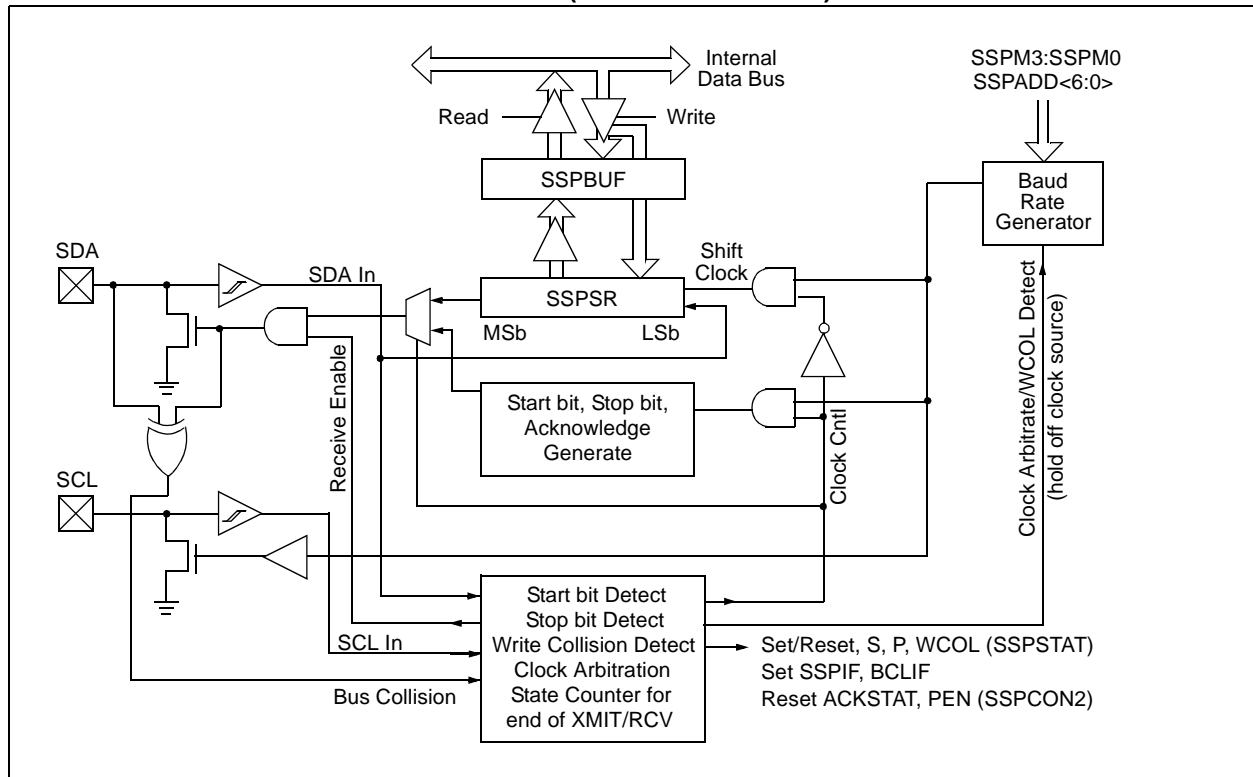 Internal
Data Bus
SSPM3:SSPM0
SSPADD<6:0>
Read
Write
SSPBUF
Baud
Rate
Generator
SDA
SDA In
Shift
Clock
SSPSR
MSb
LSb
Receive Enable
Start bit, Stop bit,
Acknowledge
Generate
Clock Cntl
Clock Arbitrate/WCOL Detect
(hold off clock source)
SCL
SCL In
Bus Collision
Start bit Detect
Stop bit Detect
Write Collision Detect
Clock Arbitration
State Counter for
end of XMIT/RCV
Set/Reset, S, P, WCOL (SSPSTAT)
Set SSPIF, BCLIF
Reset ACKSTAT, PEN (SSPCON2)